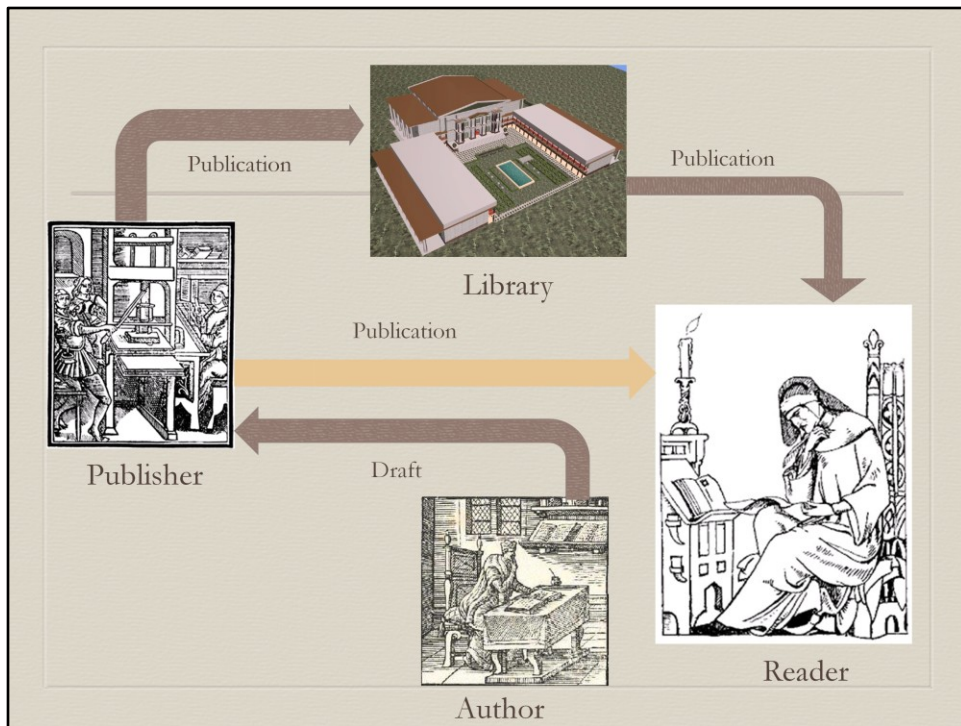 Publication
Publication
Library
Publication
Publisher
Draft
Reader
Author